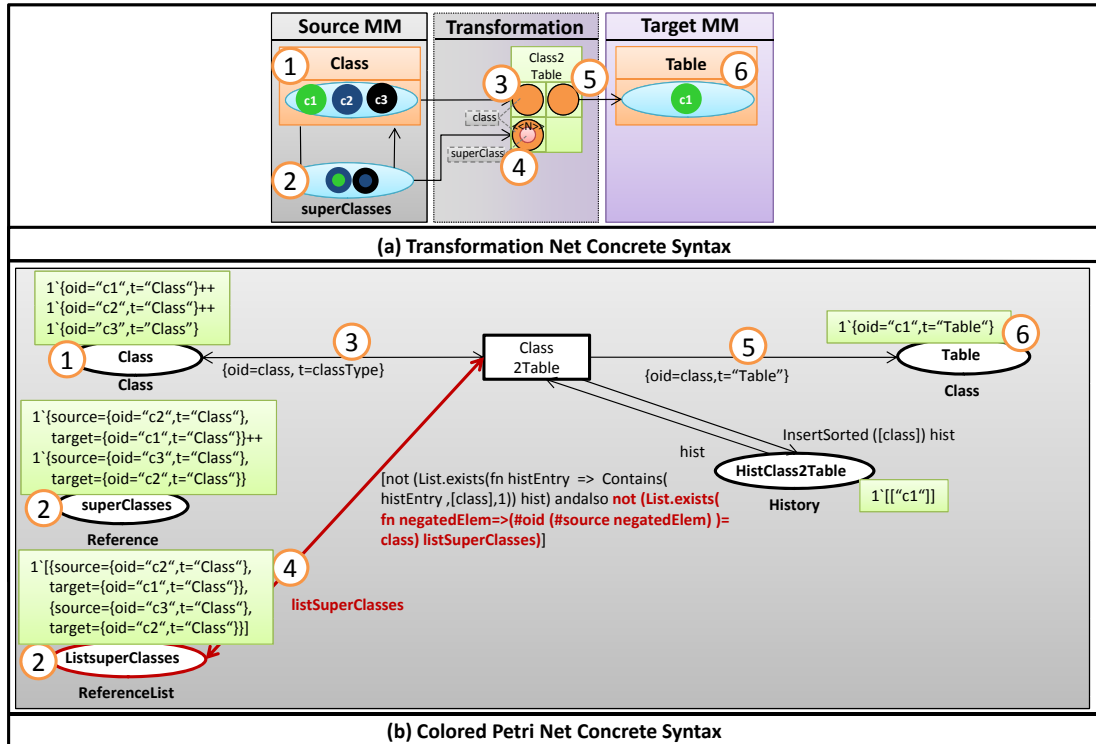 Source MM
Transformation
Target MM
1
Class
c1
c2
c3
Class2
Table
3
5
Table
6
c1
class
<<N>>
superClass
4
2
superClasses
(a) Transformation Net Concrete Syntax
1`{oid=“c1“,t=“Class“}++
1`{oid=“c2“,t=“Class“}++
1`{oid=”c3”,t=”Class”}
1
Class
Class
3
{oid=class, t=classType}
Class
2Table
5
{oid=class,t=“Table”}
1`{oid=“c1“,t=“Table“}
6
Table
Class
1`{source={oid=“c2“,t=“Class“},
target={oid=“c1“,t=“Class“}}++
1`{source={oid=“c3“,t=“Class“},
target={oid=“c2“,t=“Class“}}
2
superClasses
Reference
hist
InsertSorted ([class]) hist
HistClass2Table
History
1`[[“c1“]]
[not (List.exists(fn histEntry => Contains(
histEntry ,[class],1)) hist) andalso not (List.exists(
fn negatedElem=>(#oid (#source negatedElem) )=
class) listSuperClasses)]
1`[{source={oid=“c2“,t=“Class“},
target={oid=“c1“,t=“Class“}},
{source={oid=“c3“,t=“Class“},
target={oid=“c2“,t=“Class“}}]
4
listSuperClasses
2
ListsuperClasses
ReferenceList
(b) Colored Petri Net Concrete Syntax